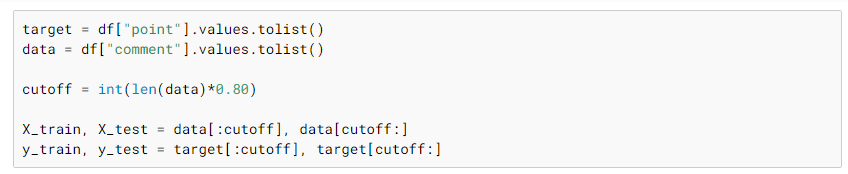 target = df["point"].values.tolist()
data = df["comment"].values.tolist()
cutoff = int(len(data)*0.80)
X_train, X_test = data[:cutoff], data[cutoff:]
y_train, y_test = target[:cutoff], target[cutoff:]